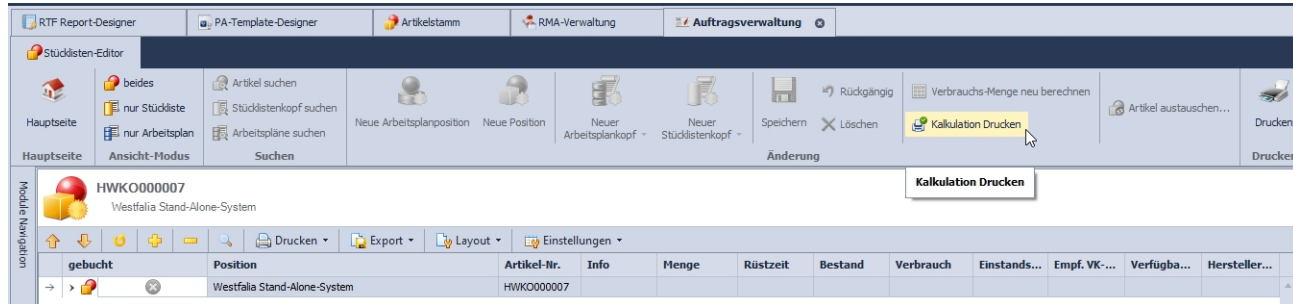 RTF Report-Designer PA-Template-Designer Artikelstamm RMA-Verwaltung Auftragsverwaltung
Stücklisten-Editor
Hauptseite
beides
nur Stückliste
nur Arbeitsplan
Artikel suchen
Stücklistenkopf suchen
Arbeitspläne suchen
Neue Arbeitsplanposition
Neue Position
Neuer
Arbeitsplankopf
Neuer
Stücklistenkopf
Speichern
Rückgängig
Löschen
Verbrauchs-Menge neu berechnen
Kalkulation Drucken
Artikel austauschen...
Drucken
Hauptseite Ansicht-Modus Suchen Änderung Drucken
Kalkulation Drucken
Module Navigation
HWKO000007
Westfalia Stand-Alone-System
Drucken Export Layout Einstellungen
gebucht Position Artikel-Nr. Info Menge Rüstzeit Bestand Verbrauch Einstands... Empf. VK-... Verfügba... Hersteller...
Westfalia Stand-Alone-System HWKO000007